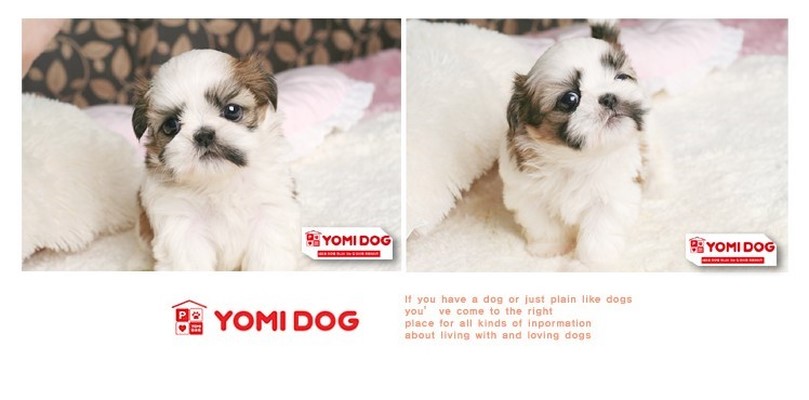 YOMI DOG
YOMI DOG
P
YOMI DOG
If you have a dog or just plain like dogs
you' ve come to the right
place for all kinds of inpormation
about living with and loving dogs